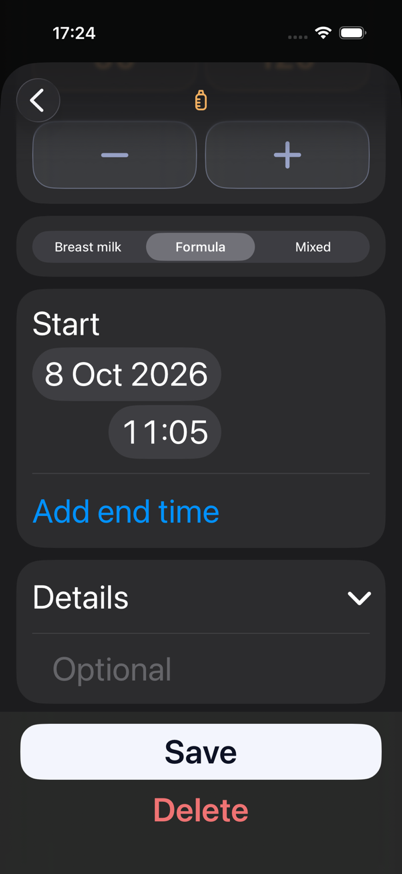 17:24
Breast milk Formula Mixed
Start
8 Oct 2026
11:05
Add end time
Details
Optional
Save
Delete